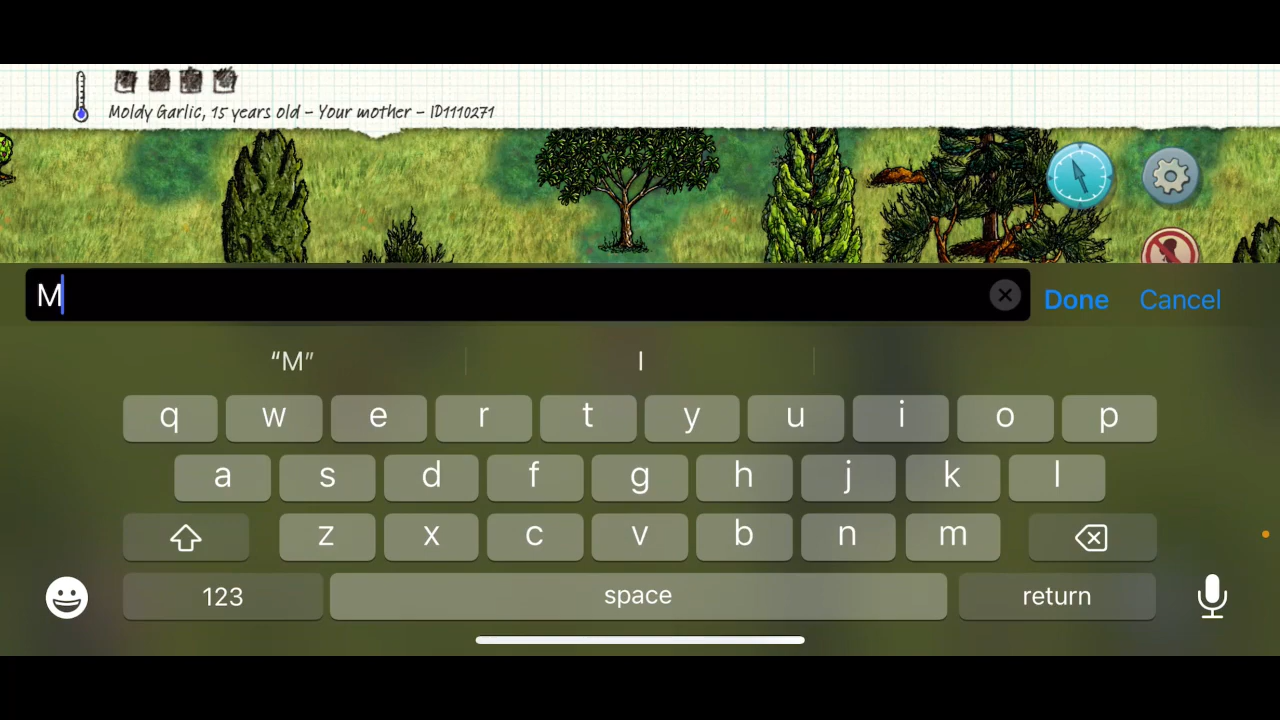 Moldy Garlic, 15 years old - Your mother - ID1110271
M
Done Cancel
“M” I
q w e r t y u i o p
a s d f g h j k l
z x c v b n m
123 space return